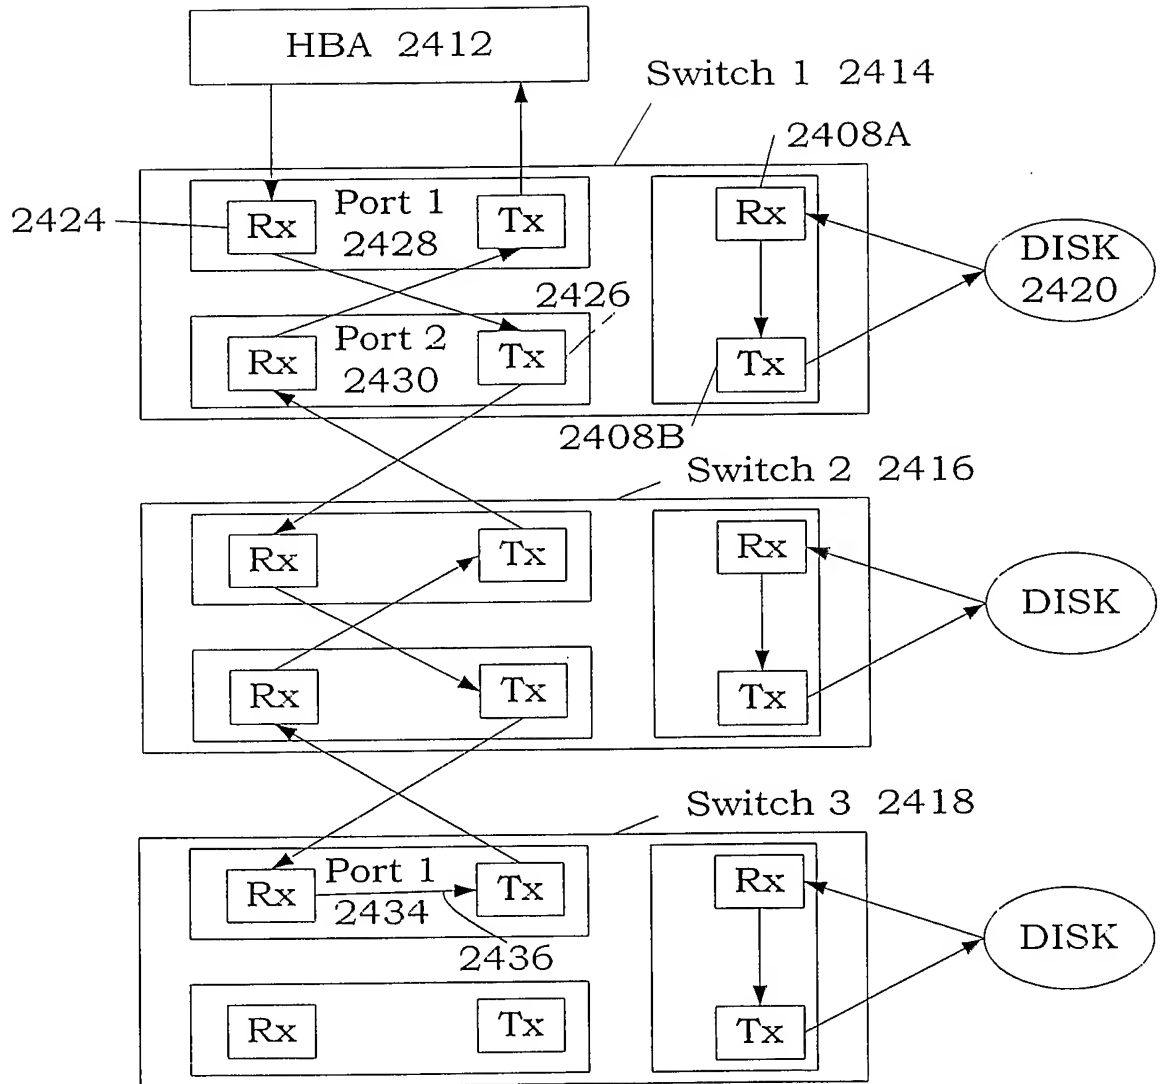 HBA 2412
Switch 1 2414
2408A
2424
Rx
Port 1
2428
Tx
Rx
DISK
2420
2426
Rx
Port 2
2430
Tx
Tx
2408B
Switch 2 2416
Rx
Tx
Rx
DISK
Rx
Tx
Tx
Switch 3 2418
Rx
Port 1
2434
Tx
Rx
DISK
2436
Rx
Tx
Tx